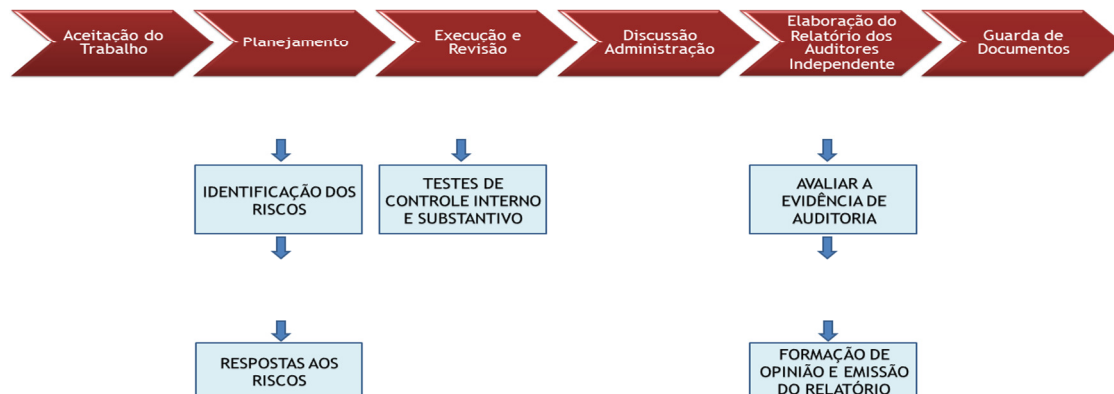 Aceitação do
Trabalho
Planejamento
Execução e
Revisão
Discussão
Administração
Elaboração do
Relatório dos
Auditores
Independente
Guarda de
Documentos
IDENTIFICAÇÃO DOS
RISCOS
TESTES DE
CONTROLE INTERNO
E SUBSTANTIVO
AVALIAR A
EVIDÊNCIA DE
AUDITORIA
RESPOSTAS AOS
RISCOS
FORMAÇÃO DE
OPINIÃO E EMISSÃO
DO RELATÓRIO